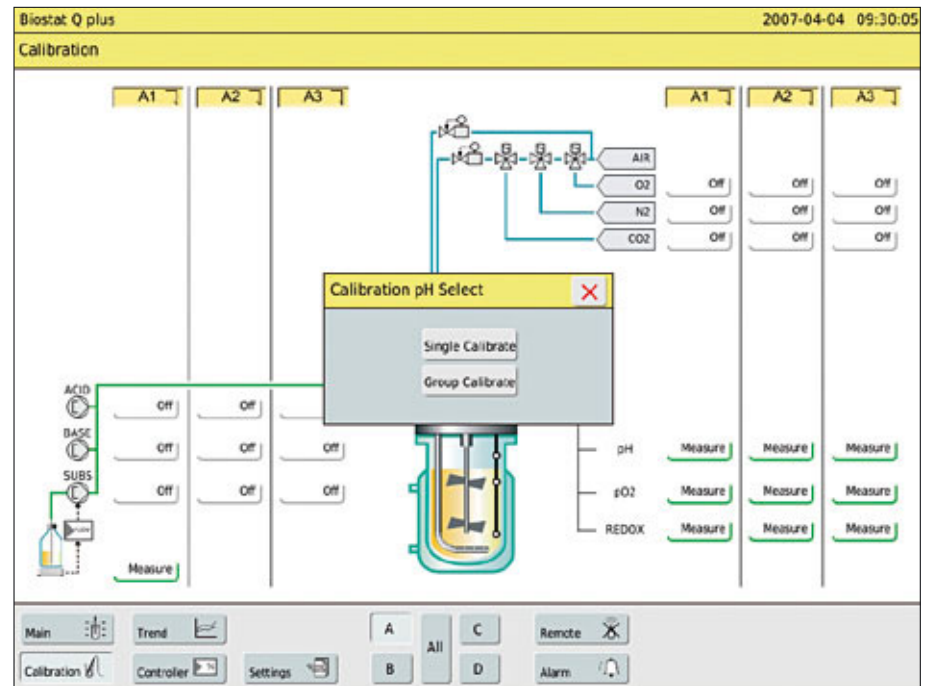 Biostat Q plus 2007-04-04 09:30:05
Calibration
A1 A2 A3 A1 A2 A3
AIR
O2 Off Off Off
N2 Off Off Off
CO2 Off Off Off
Calibration pH Select
Single Calibrate
Group Calibrate
ACID Off Off
BASE Off Off Off pH Measure Measure Measure
SUBS Off Off Off pO2 Measure Measure Measure
REDOX Measure Measure Measure
Measure
Main Trend A All C Remote
Calibration Controller Settings B D Alarm